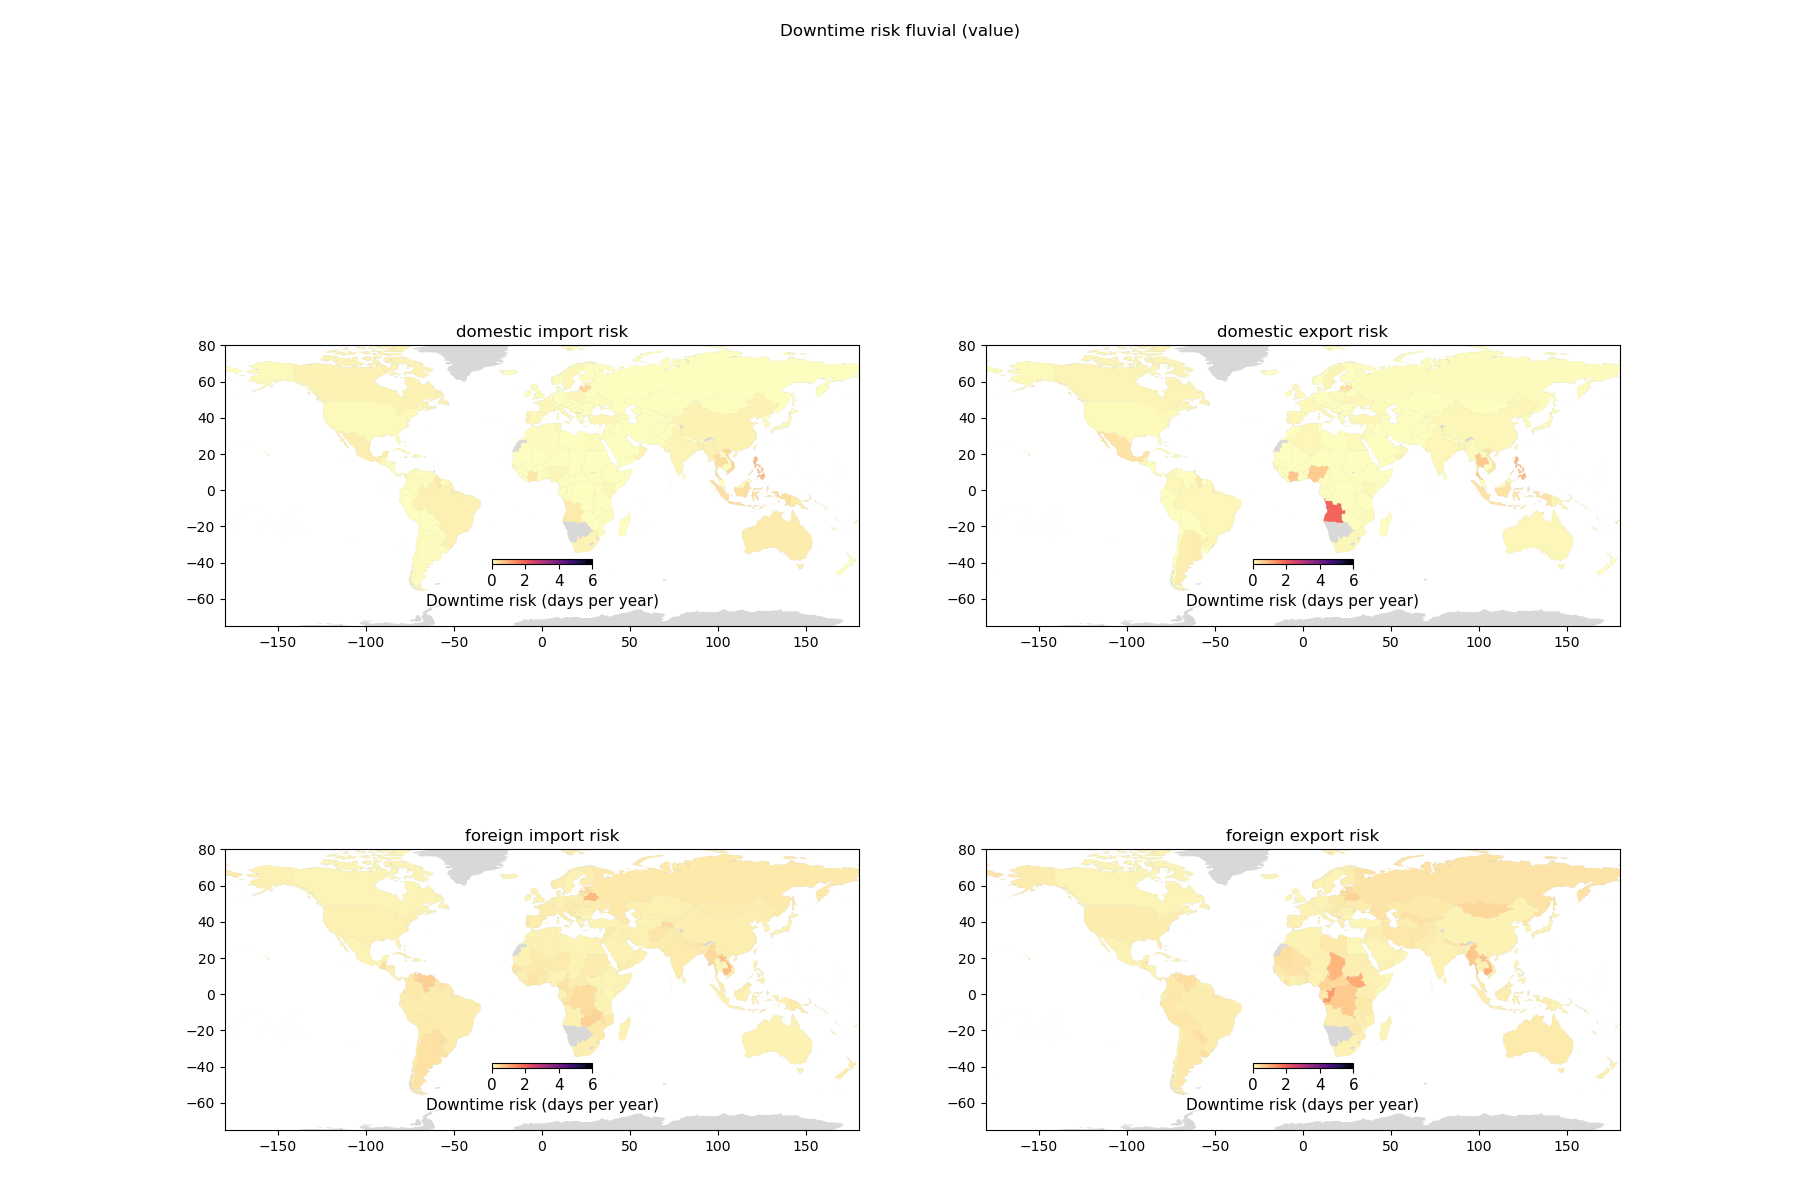 Downtime risk fluvial (value)
domestic import risk
80
60
40
20
0
−20
−40
−60
0 2 4 6
Downtime risk (days per year)
−150 −100 −50 0 50 100 150
domestic export risk
80
60
40
20
0
−20
−40
−60
0 2 4 6
Downtime risk (days per year)
−150 −100 −50 0 50 100 150
foreign import risk
80
60
40
20
0
−20
−40
−60
0 2 4 6
Downtime risk (days per year)
−150 −100 −50 0 50 100 150
foreign export risk
80
60
40
20
0
−20
−40
−60
0 2 4 6
Downtime risk (days per year)
−150 −100 −50 0 50 100 150